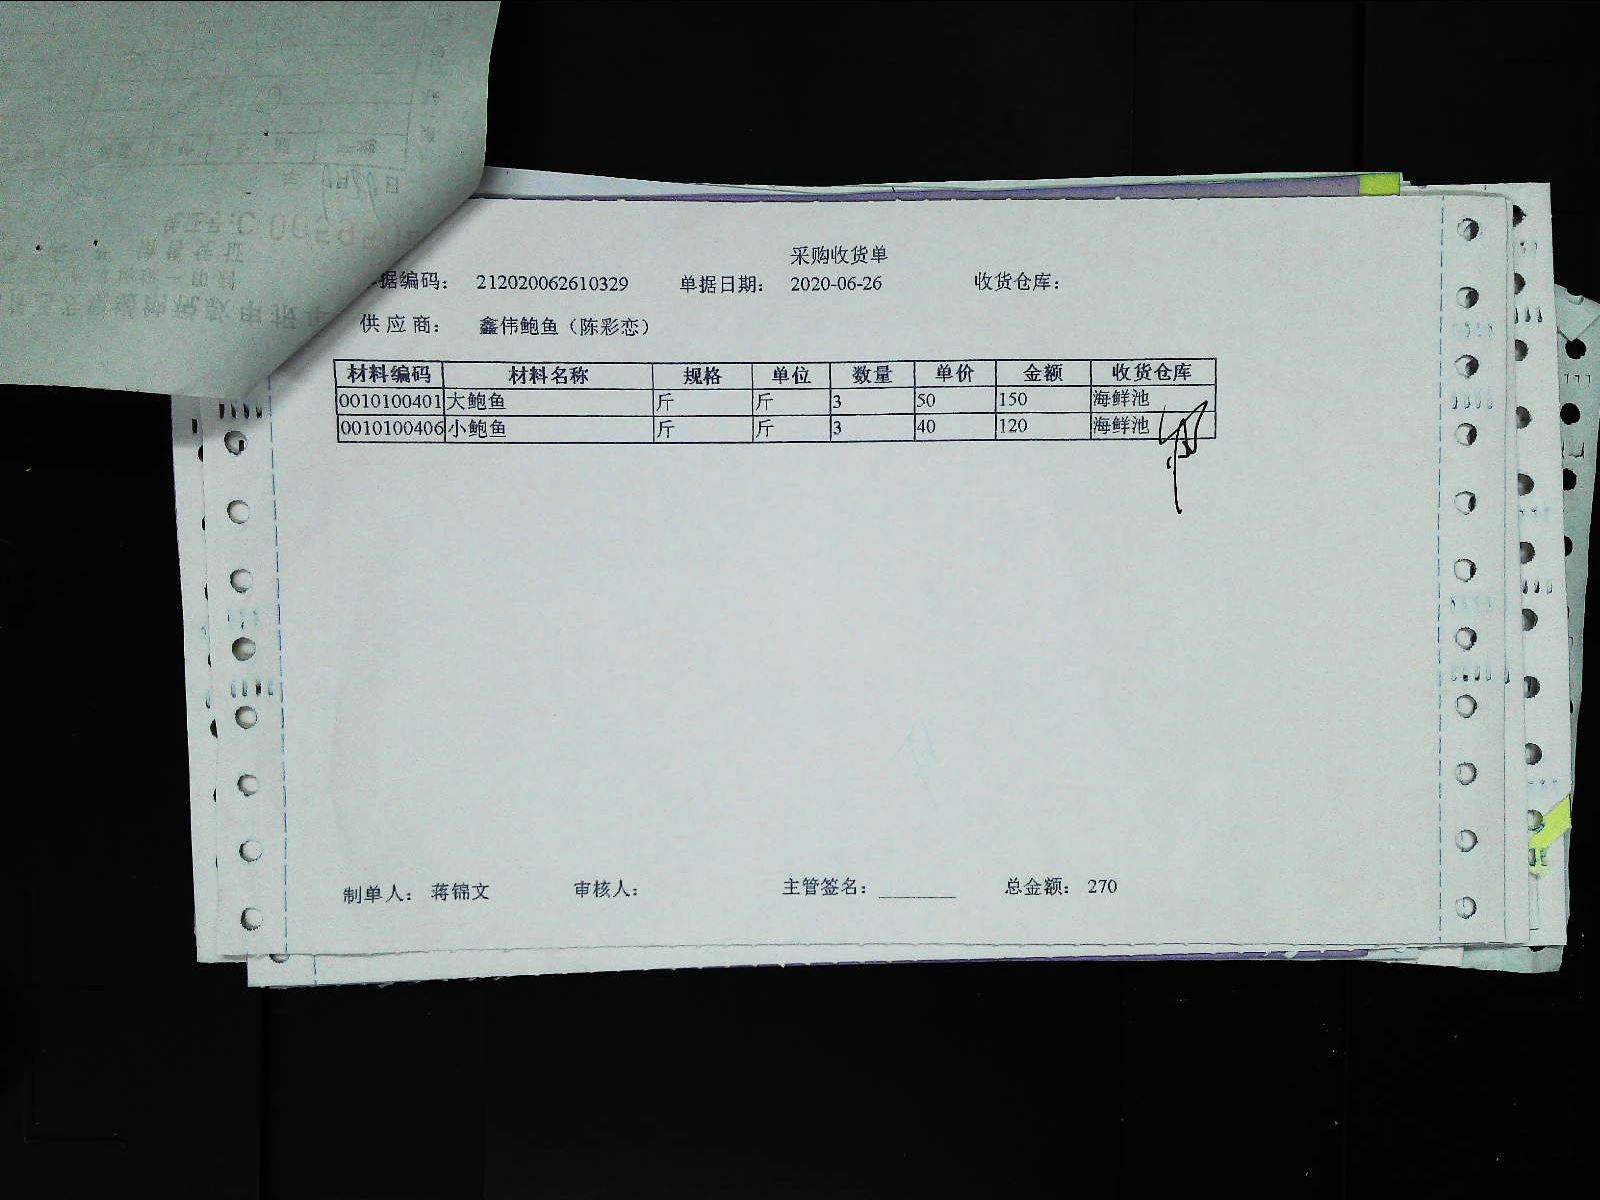 采购收货单
据编码： 212020062610329 单据日期： 2020-06-26 收货仓库：
供应商： 鑫伟鲍鱼（陈彩恋）
材料编码 材料名称 规格 单位 数量 单价 金额 收货仓库
0010100401 大鲍鱼 斤 斤 3 50 150 海鲜池
0010100406 小鲍鱼 斤 斤 3 40 120 海鲜池
制单人： 蒋锦文 审核人： 主管签名： ________ 总金额： 270